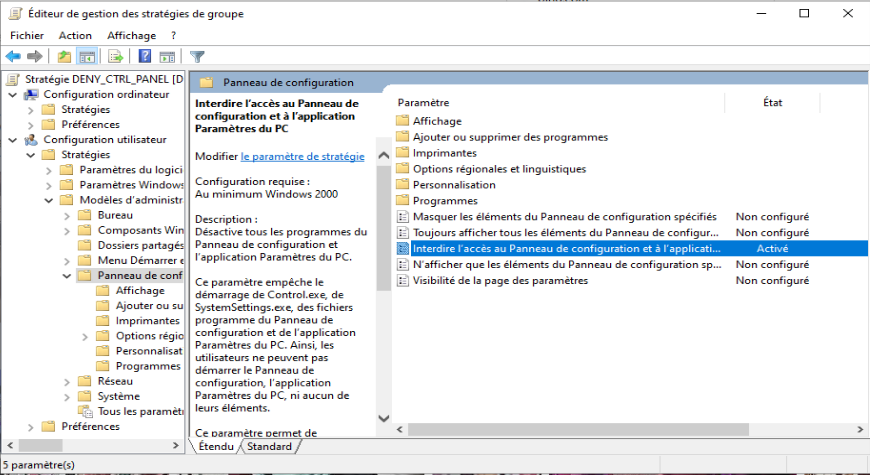 Éditeur de gestion des stratégies de groupe
Fichier Action Affichage ?
Stratégie DENY_CTRL_PANEL [D
Configuration ordinateur
Stratégies
Préférences
Configuration utilisateur
Stratégies
Paramètres du logici
Paramètres Windows
Modèles d'administr
Bureau
Composants Win
Dossiers partagés
Menu Démarrer e
Panneau de conf
Affichage
Ajouter ou su
Imprimantes
Options régio
Personnalisat
Programmes
Réseau
Système
Tous les paramètr
Préférences
Panneau de configuration
Interdire l'accès au Panneau de
configuration et à l'application
Paramètres du PC
Modifier le paramètre de stratégie
Configuration requise :
Au minimum Windows 2000
Description :
Désactive tous les programmes du
Panneau de configuration et
l'application Paramètres du PC.
Ce paramètre empêche le
démarrage de Control.exe, de
SystemSettings.exe, des fichiers
programme du Panneau de
configuration et de l'application
Paramètres du PC. Ainsi, les
utilisateurs ne peuvent pas
démarrer le Panneau de
configuration, l'application
Paramètres du PC, ni aucun de
leurs éléments.
Ce paramètre permet de
Paramètre État
Affichage
Ajouter ou supprimer des programmes
Imprimantes
Options régionales et linguistiques
Personnalisation
Programmes
Masquer les éléments du Panneau de configuration spécifiés Non configuré
Toujours afficher tous les éléments du Panneau de configur... Non configuré
Interdire l'accès au Panneau de configuration et à l'applicati... Activé
N'afficher que les éléments du Panneau de configuration sp... Non configuré
Visibilité de la page des paramètres Non configuré
Étendu Standard
5 paramètre(s)